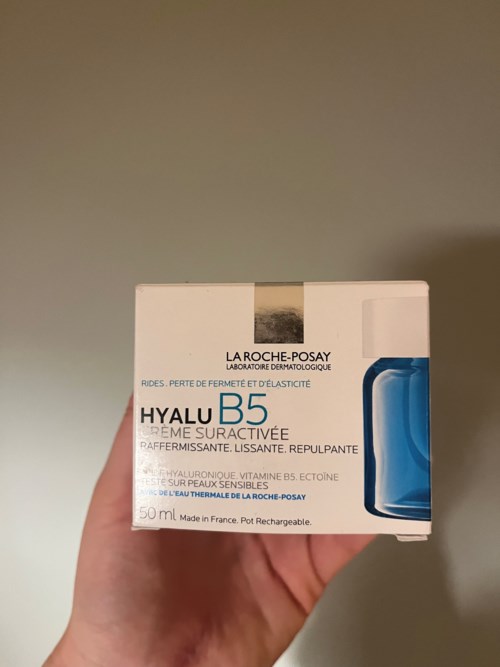 LA ROCHE-POSAY
LABORATOIRE DERMATOLOGIQUE
RIDES. PERTE DE FERMETÉ ET D'ÉLASTICITÉ
HYALU B5
CRÈME SURACTIVÉE
RAFFERMISSANTE. LISSANTE. REPULPANTE
HYALURONIQUE. VITAMINE B5. ECTOÏNE
TESTÉ SUR PEAUX SENSIBLES
AVEC DE L'EAU THERMALE DE LA ROCHE-POSAY
50 ml Made in France. Pot Rechargeable.